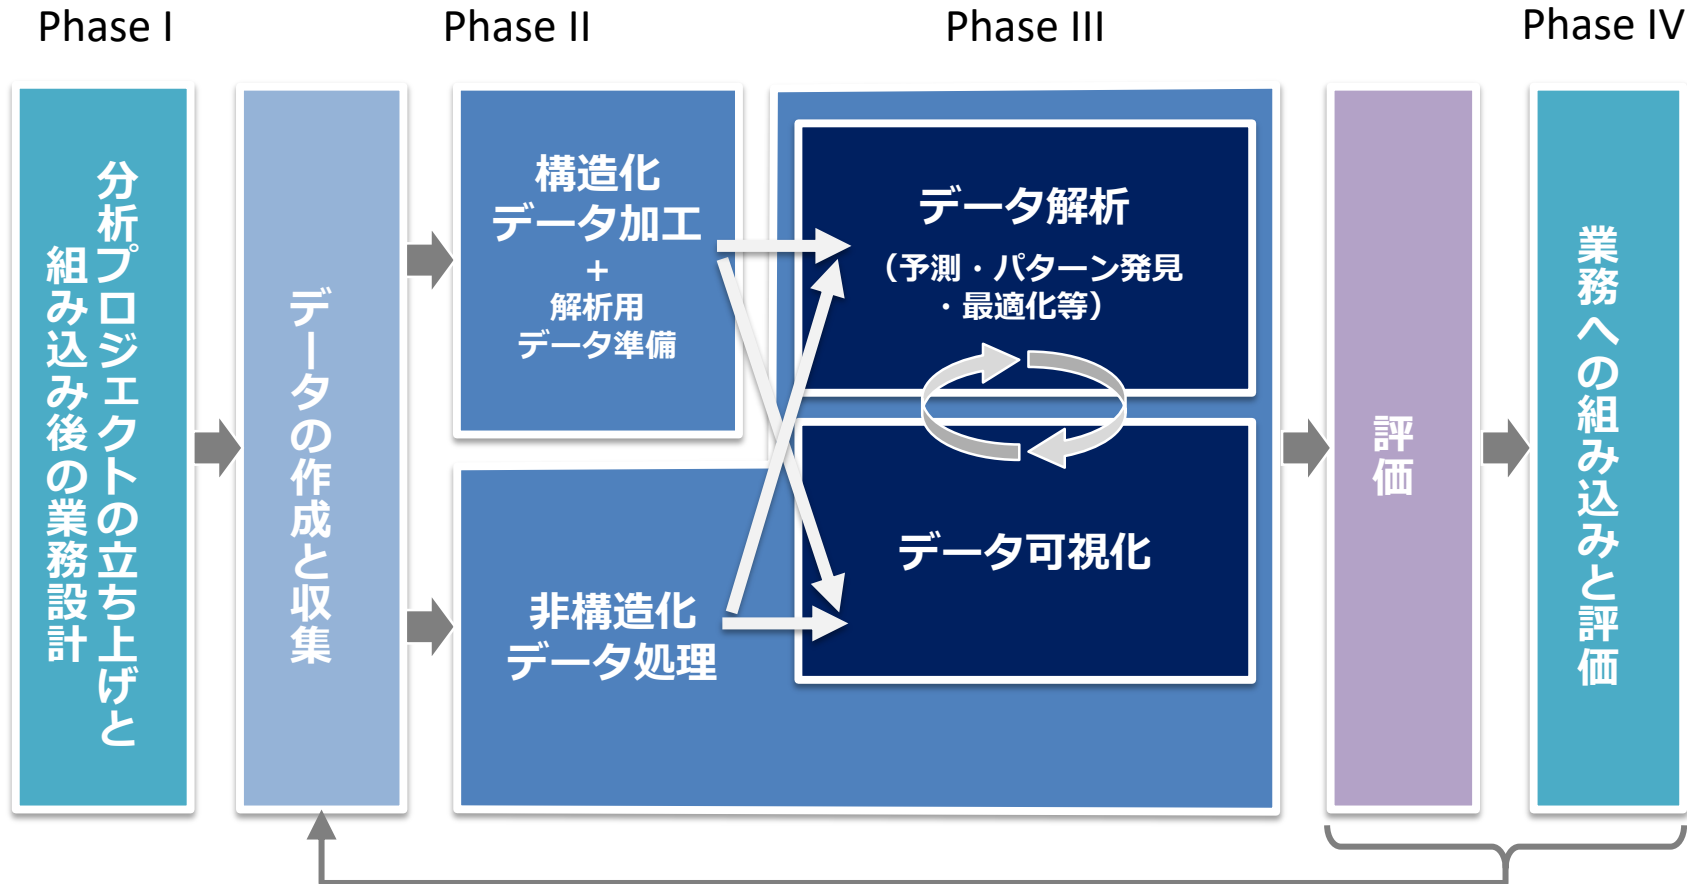 Phase I
Phase II
Phase III
Phase IV
分析プロジェクトの立ち上げと
組み込み後の業務設計
データの作成と収集
構造化
データ加工
+
解析用
データ準備
非構造化
データ処理
データ解析
（予測・パターン発見
・最適化等）
データ可視化
評価
業務への組み込みと評価